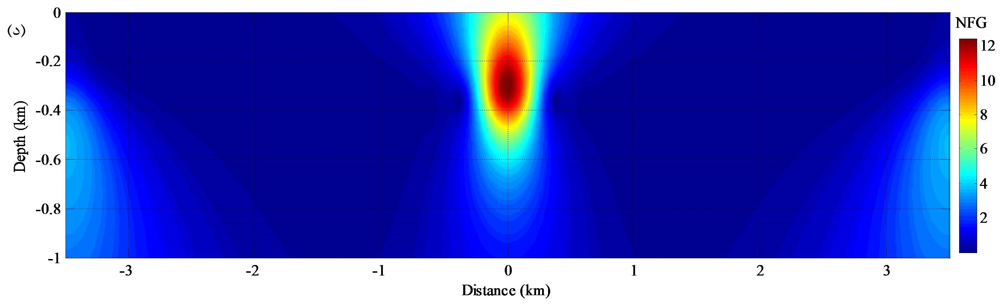 (د)
0
-0.2
-0.4
-0.6
-0.8
-1
Depth (km)
-3 -2 -1 0 1 2 3
Distance (km)
NFG
12
10
8
6
4
2